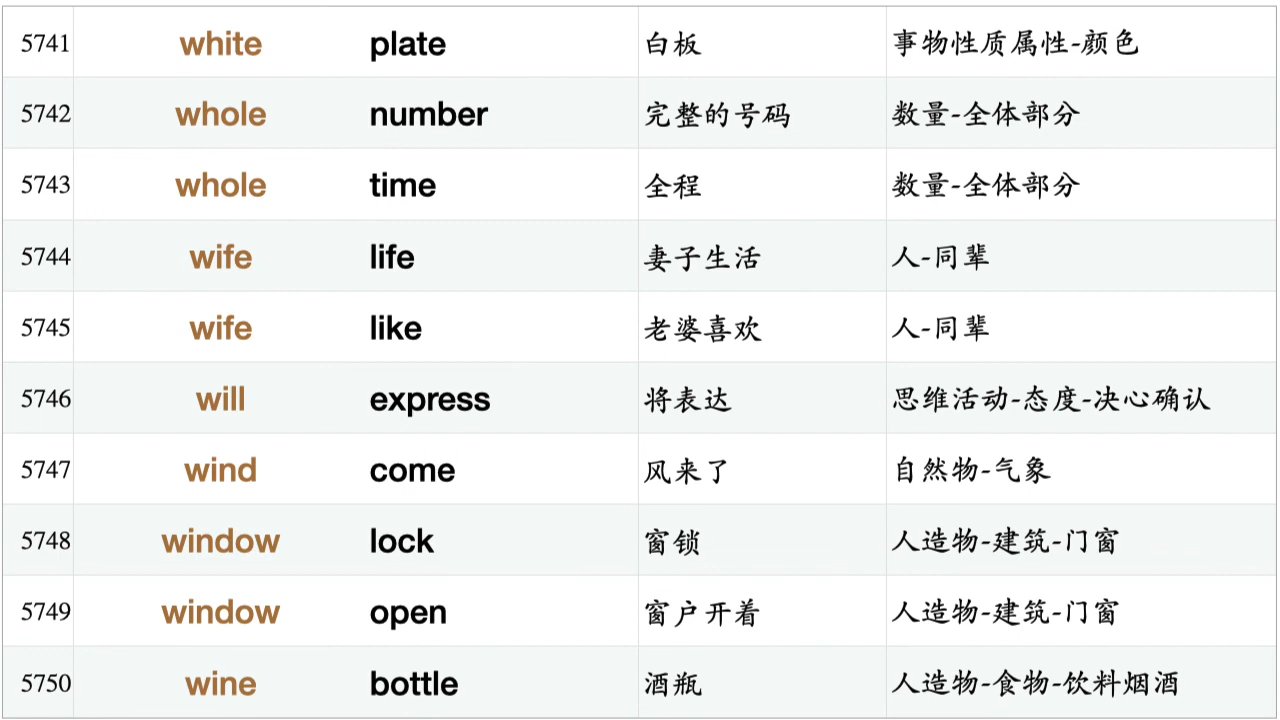 5741 white plate 白板 事物性质属性-颜色
5742 whole number 完整的号码 数量-全体部分
5743 whole time 全程 数量-全体部分
5744 wife life 妻子生活 人-同辈
5745 wife like 老婆喜欢 人-同辈
5746 will express 将表达 思维活动-态度-决心确认
5747 wind come 风来了 自然物-气象
5748 window lock 窗锁 人造物-建筑-门窗
5749 window open 窗户开着 人造物-建筑-门窗
5750 wine bottle 酒瓶 人造物-食物-饮料烟酒